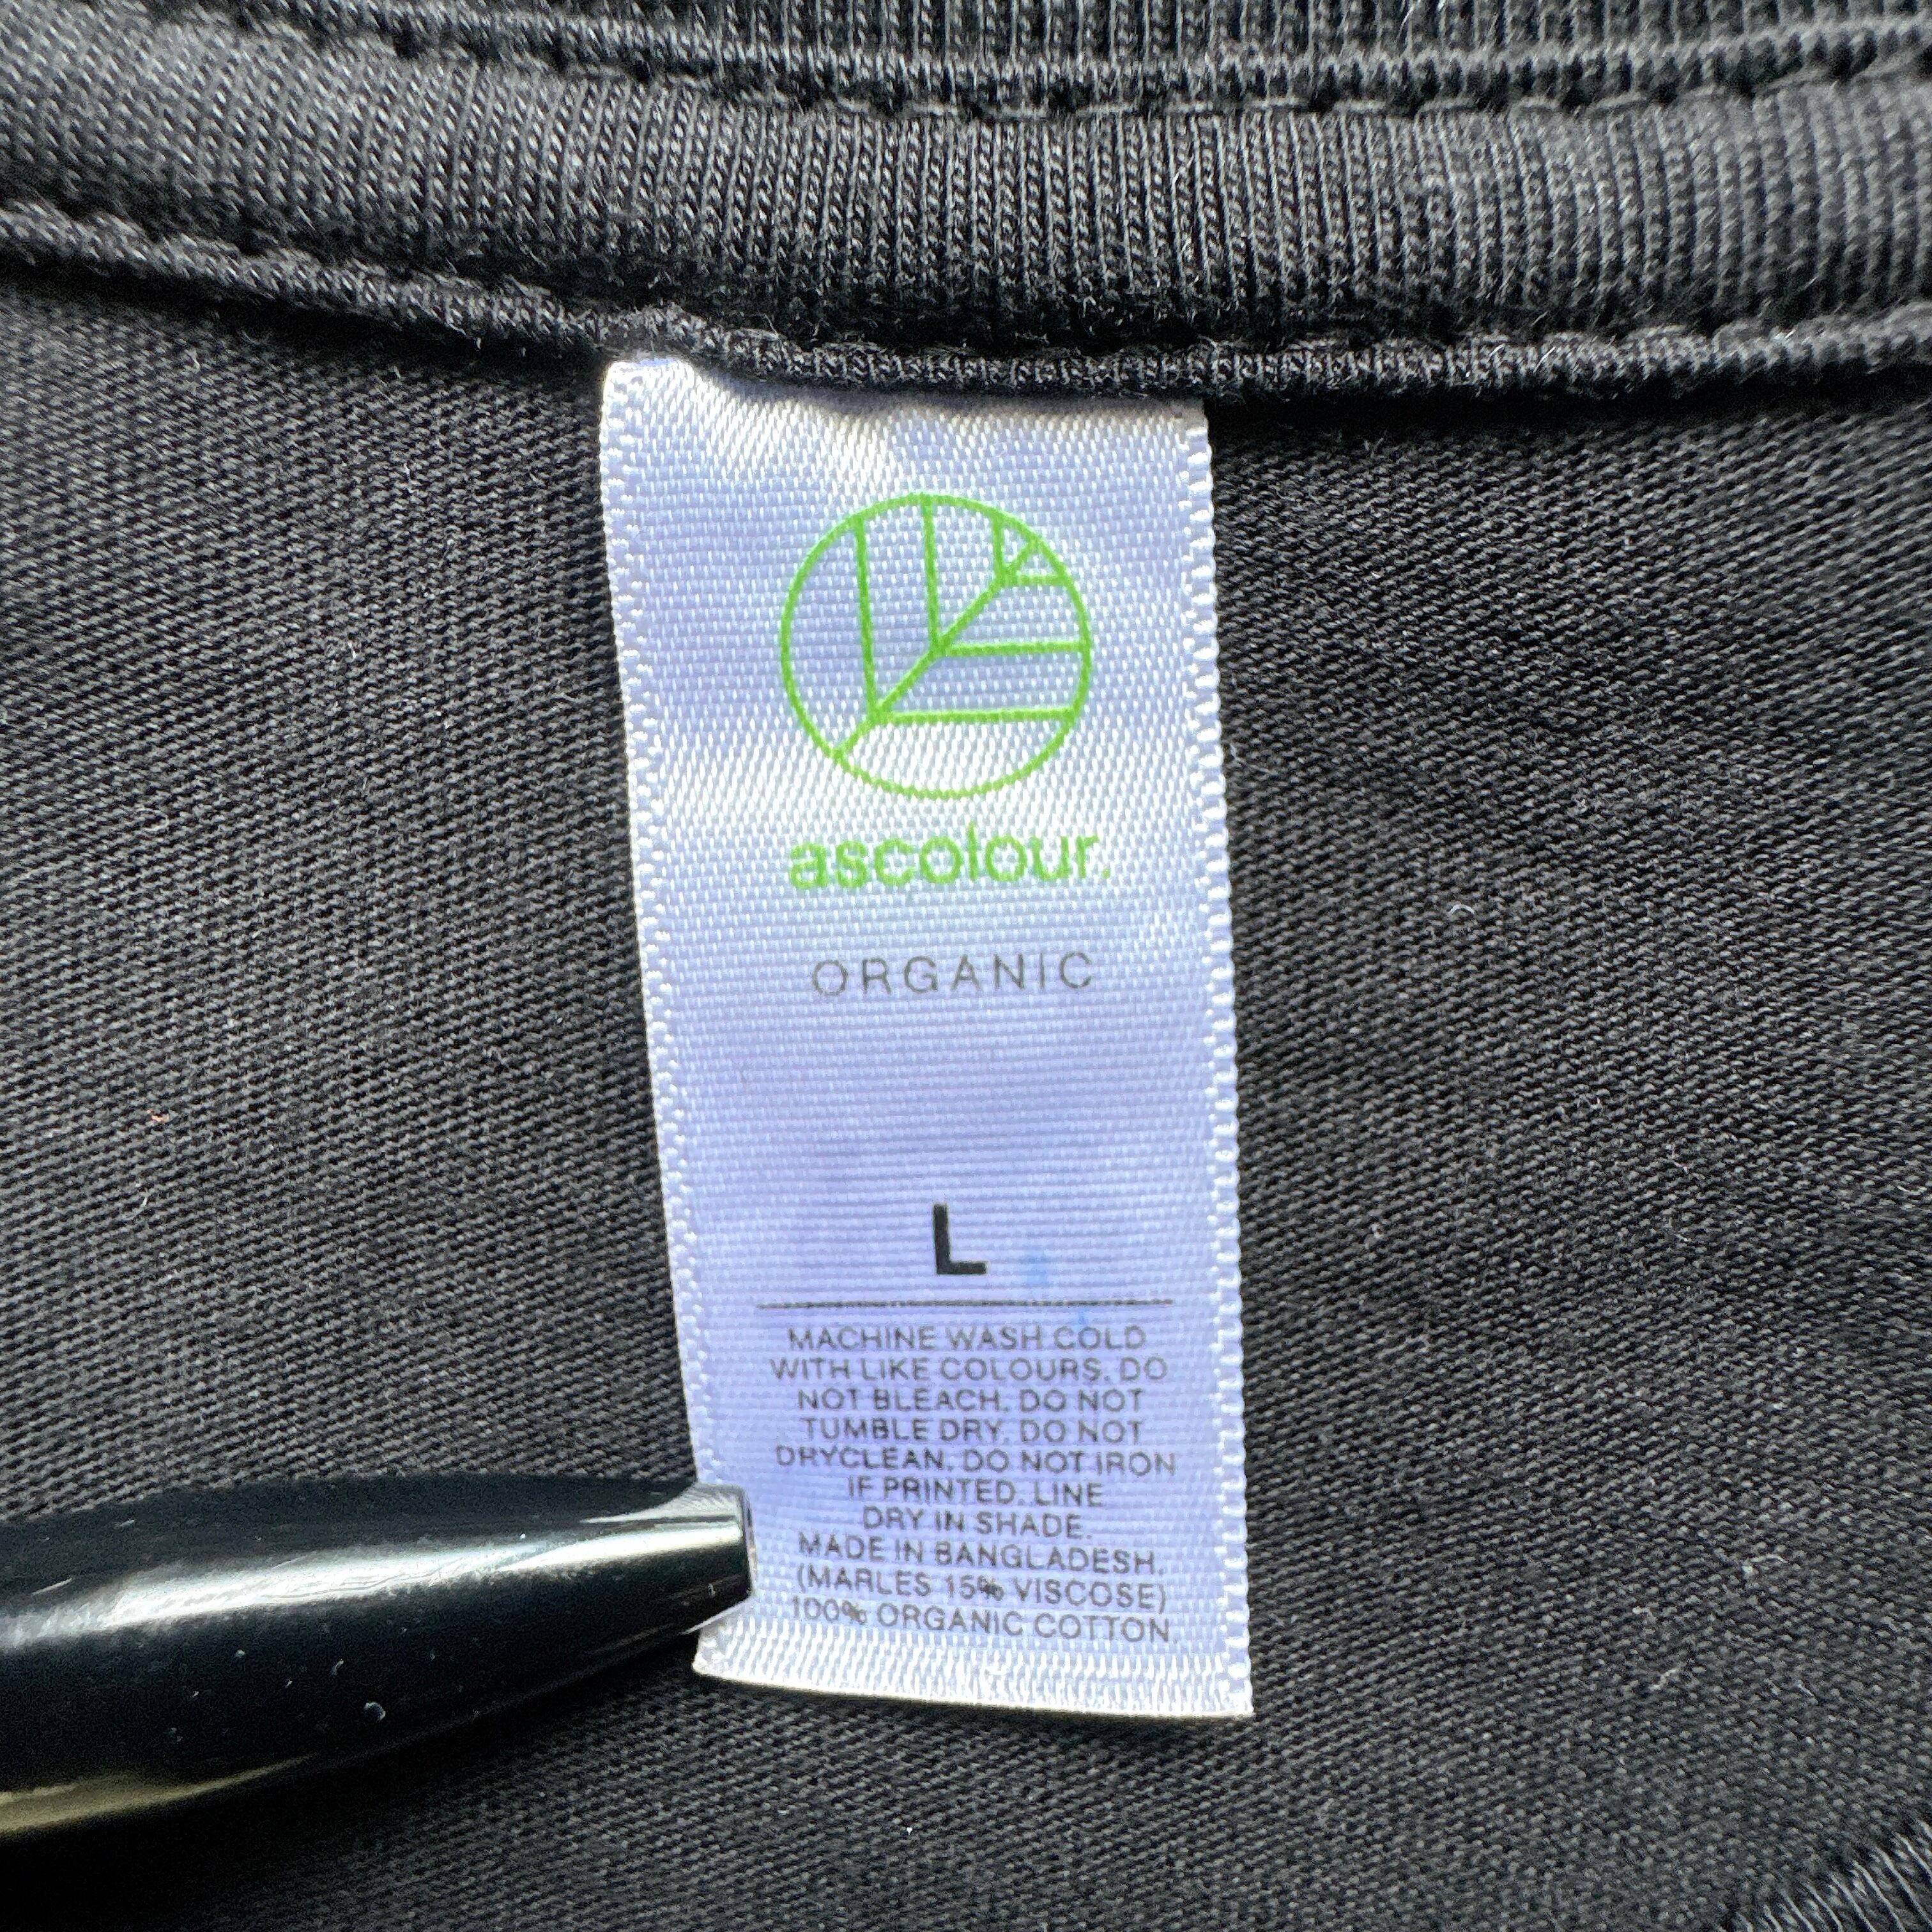 ascolour.
ORGANIC
L
MACHINE WASH COLD
WITH LIKE COLOURS. DO
NOT BLEACH. DO NOT
TUMBLE DRY. DO NOT
DRYCLEAN. DO NOT IRON
IF PRINTED. LINE
DRY IN SHADE.
MADE IN BANGLADESH.
(MARLES 15% VISCOSE)
100% ORGANIC COTTON